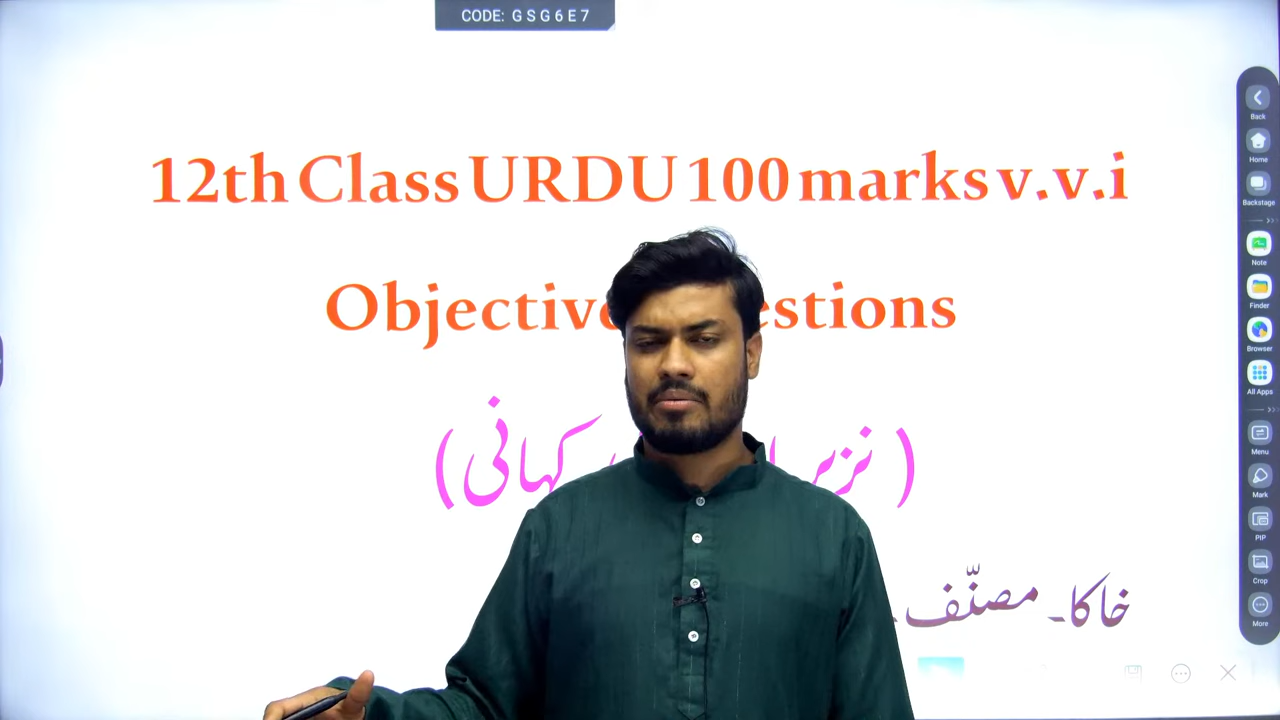 CODE: G S G 6 E 7
12th Class URDU 100 marks v.v.i
Objective
( کہانی )
خاکا۔ مصنّف۔
Back
Home
Backstage
Note
Finder
Browser
All Apps
Menu
Mark
PIP
Crop
More